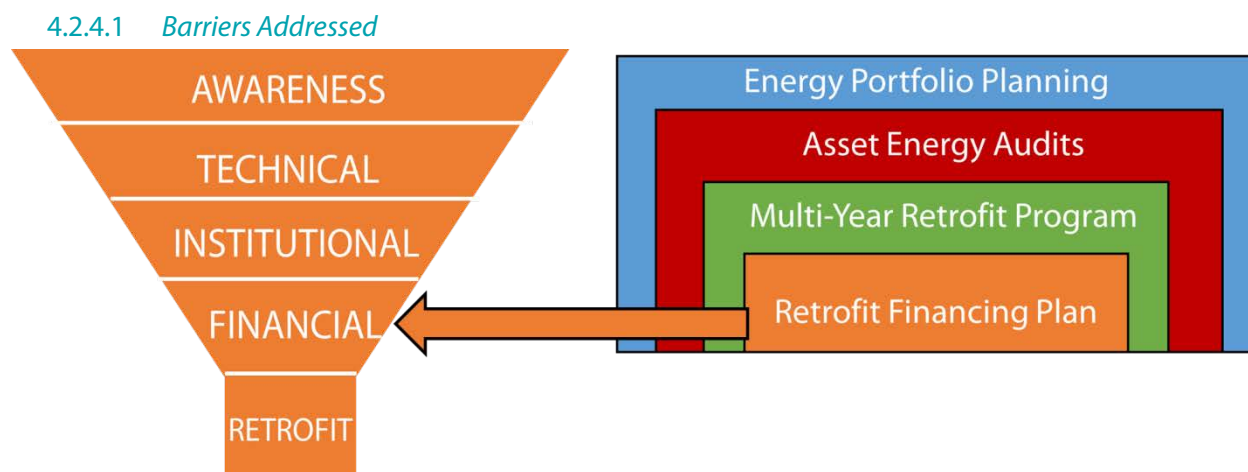 4.2.4.1 Barriers Addressed
AWARENESS
TECHNICAL
INSTITUTIONAL
FINANCIAL
RETROFIT
Energy Portfolio Planning
Asset Energy Audits
Multi-Year Retrofit Program
Retrofit Financing Plan